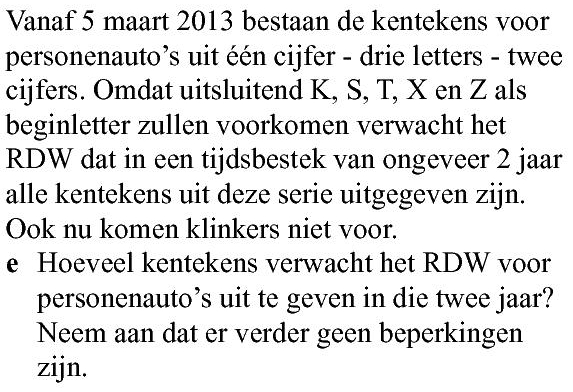 Vanaf 5 maart 2013 bestaan de kentekens voor
personenauto's uit één cijfer - drie letters - twee
cijfers. Omdat uitsluitend K, S, T, X en Z als
beginletter zullen voorkomen verwacht het
RDW dat in een tijdsbestek van ongeveer 2 jaar
alle kentekens uit deze serie uitgegeven zijn.
Ook nu komen klinkers niet voor.
e Hoeveel kentekens verwacht het RDW voor
personenauto's uit te geven in die twee jaar?
Neem aan dat er verder geen beperkingen
zijn.